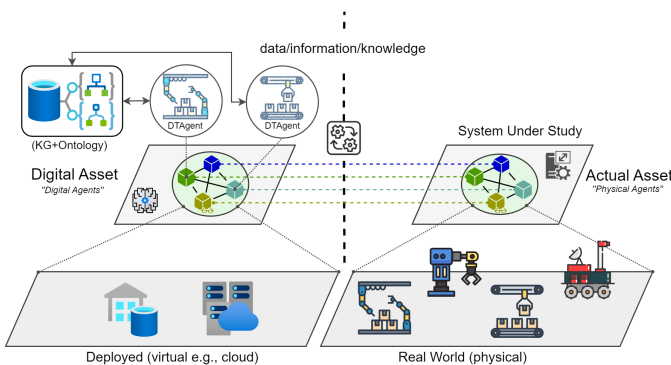 data/information/knowledge
DTAgent
DTAgent
(KG+Ontology)
System Under Study
Digital Asset
"Digital Agents"
Actual Asset
"Physical Agents"
Deployed (virtual e.g., cloud)
Real World (physical)